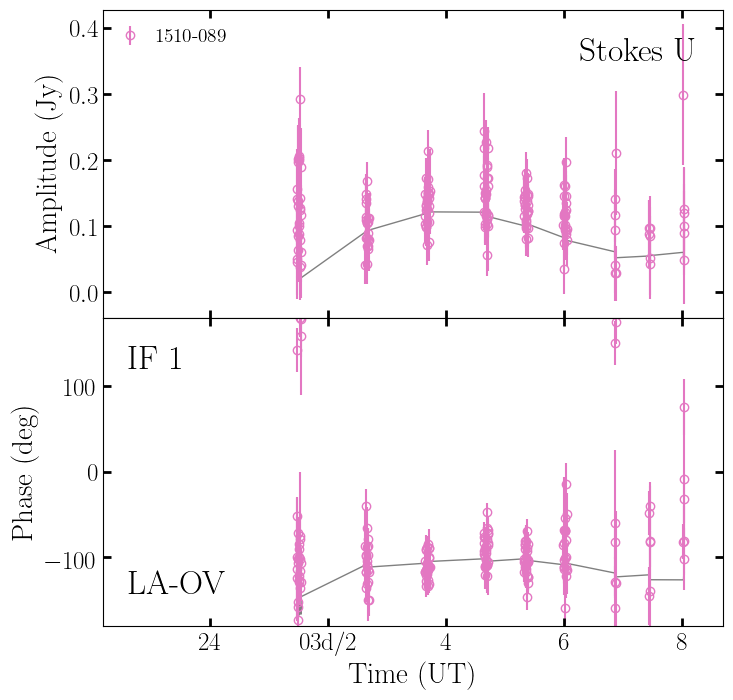 1510-089
Stokes U
Amplitude (Jy)
0.4
0.3
0.2
0.1
0.0
IF 1
LA-OV
Phase (deg)
100
0
−100
24
03d/2
4
6
8
Time (UT)